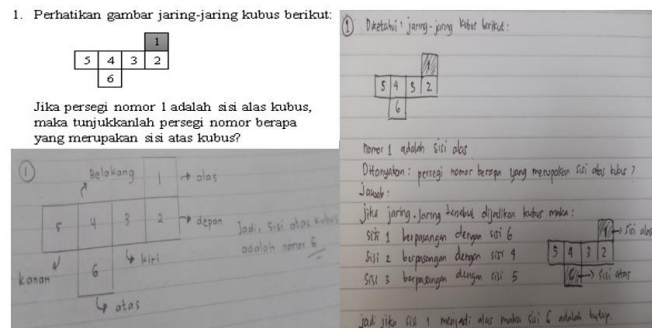 1. Perhatikan gambar jaring-jaring kubus berikut:
1
5 4 3 2
6
Jika persegi nomor 1 adalah sisi alas kubus,
maka tunjukkanlah persegi nomor berapa
yang merupakan sisi atas kubus?
1
Belakang 1 alas
5 4 3 2 depan
Jadi, sisi atas kubus
adalah nomor 6
kanan 6 kiri
atas
1 Diketahui : jaring-jaring kubus berikut :
1
5 4 3 2
6
nomor 1 adalah sisi alas
Ditanyakan : persegi nomor berapa yang merupakan sisi atas kubus ?
Jawab :
jika jaring-jaring tersebut dijadikan kubus maka :
sisi 1 berpasangan dengan sisi 6
sisi 2 berpasangan dengan sisi 4
sisi 3 berpasangan dengan sisi 5
1 sisi alas
5 4 3 2
6 sisi atas
jadi jika sisi 1 menjadi alas maka sisi 6 adalah tutup.